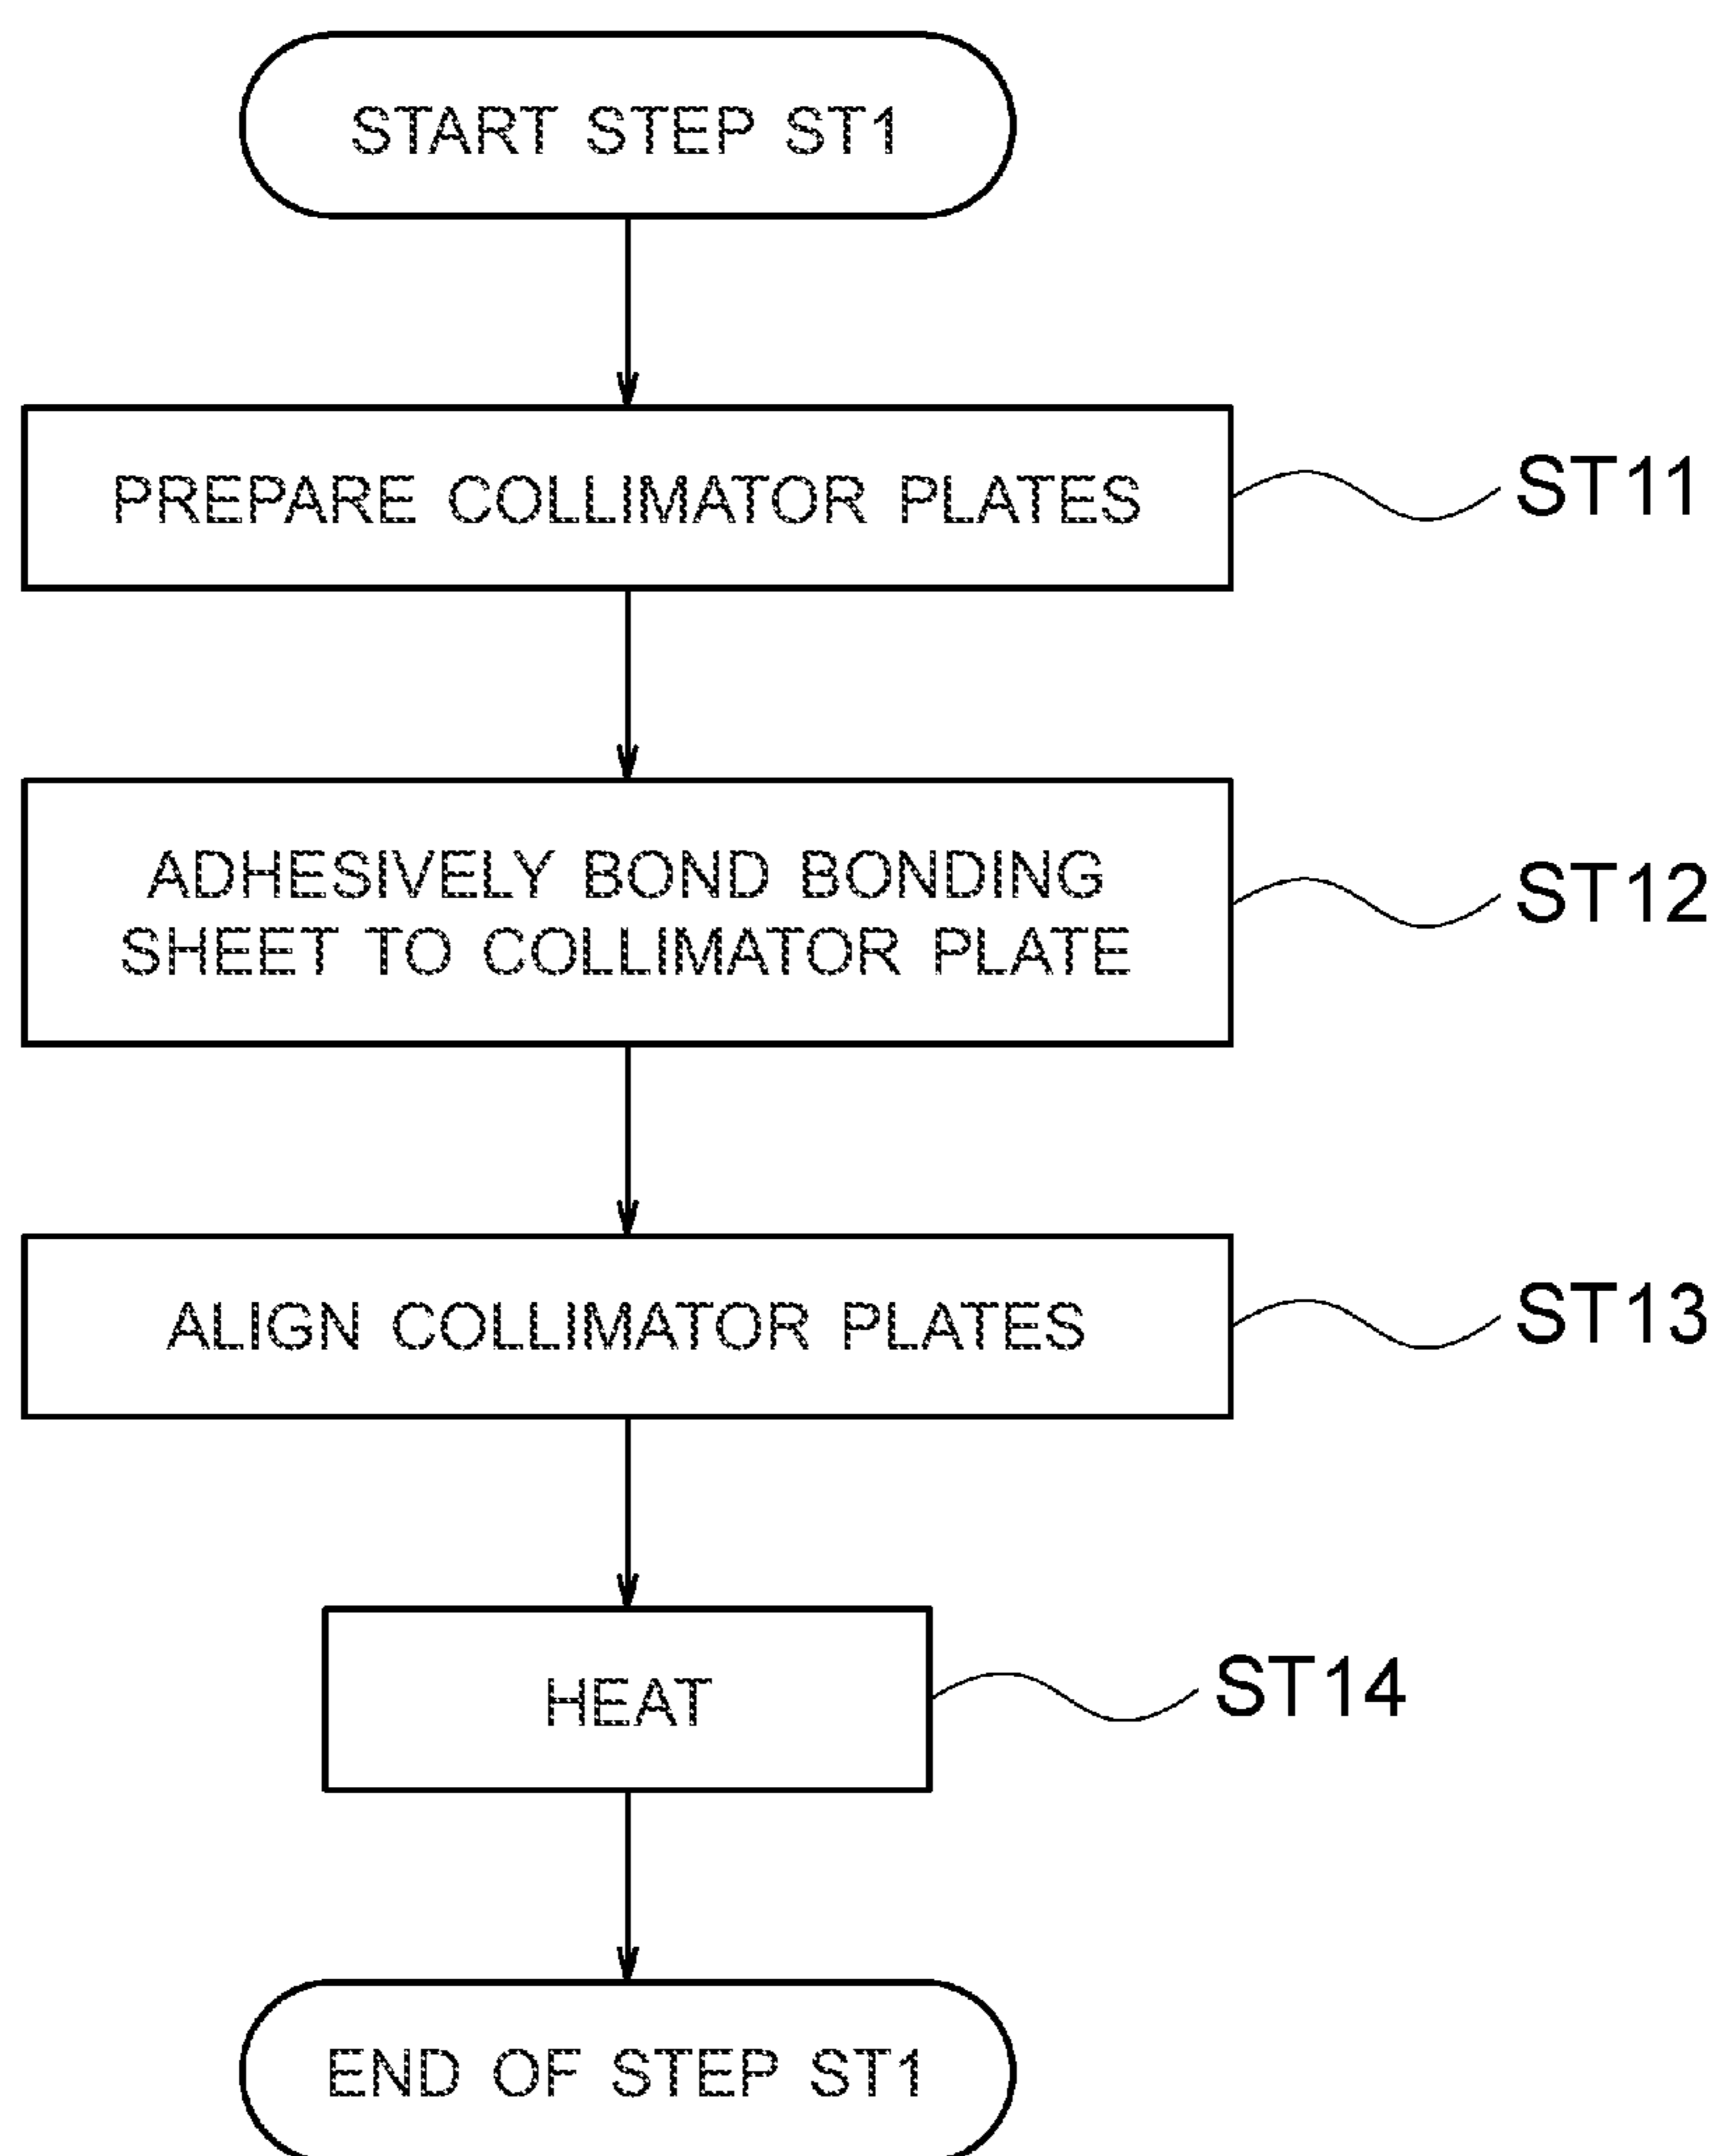 START STEP ST1
PREPARE COLLIMATOR PLATES
ST11
ADHESIVELY BOND BONDING
SHEET TO COLLIMATOR PLATE
ST12
ALIGN COLLIMATOR PLATES
ST13
HEAT
ST14
END OF STEP ST1